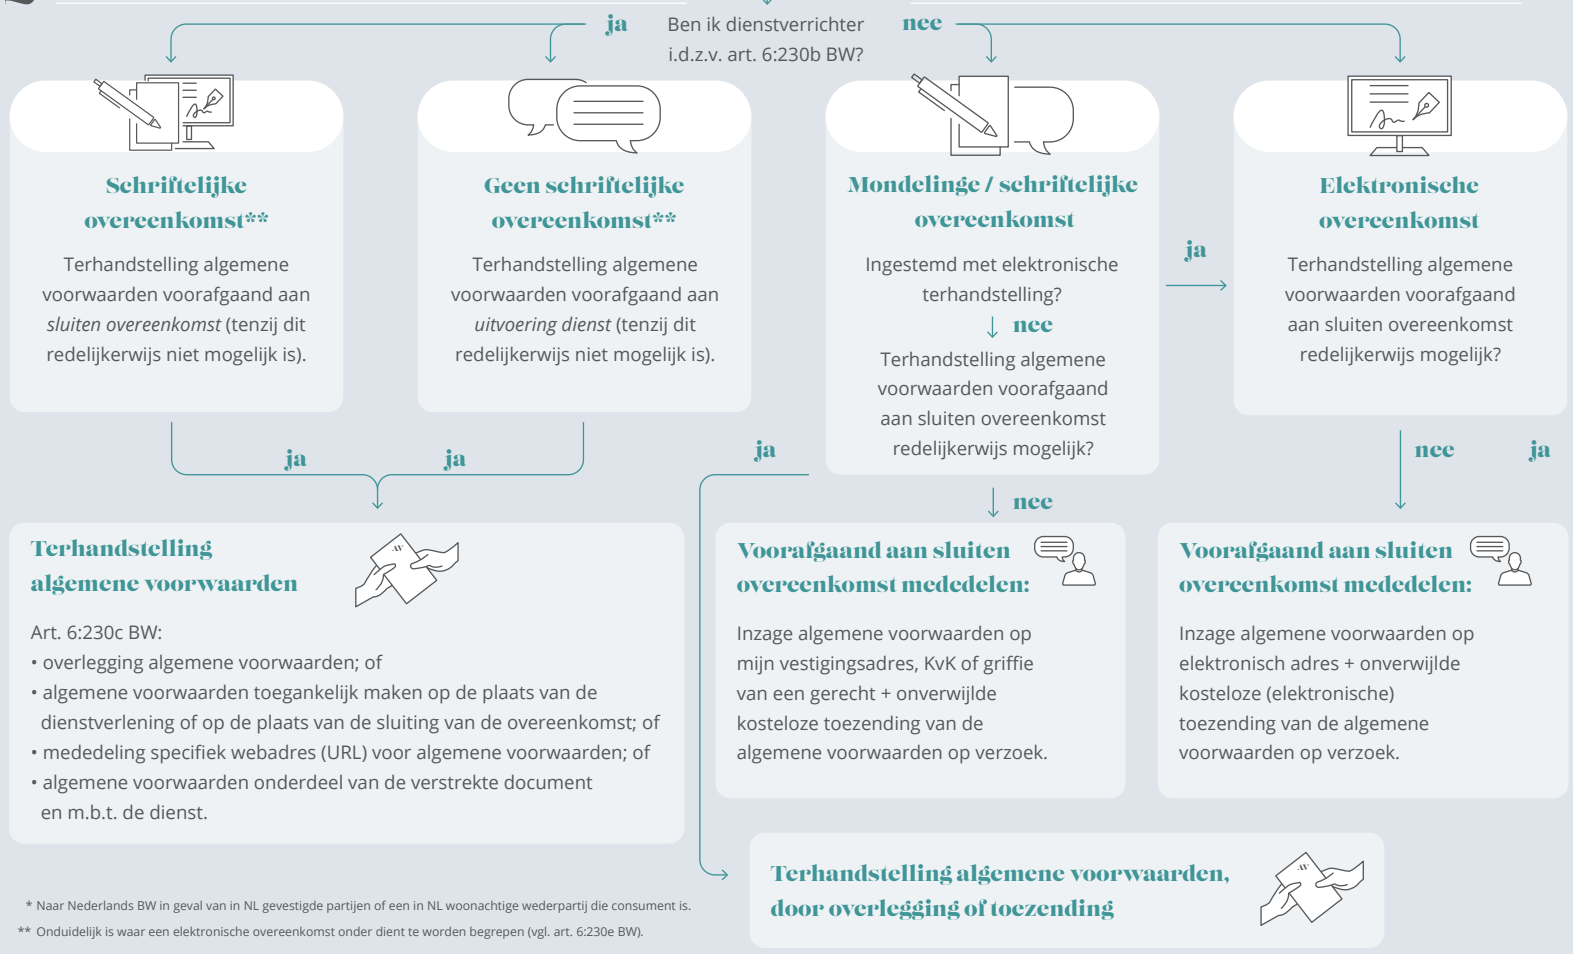 ja
Ben ik dienstverrichter
i.d.z.v. art. 6:230b BW?
nee
Schriftelijke
overeenkomst**
Terhandstelling algemene
voorwaarden voorafgaand aan
sluiten overeenkomst (tenzij dit
redelijkerwijs niet mogelijk is).
Geen schriftelijke
overeenkomst**
Terhandstelling algemene
voorwaarden voorafgaand aan
uitvoering dienst (tenzij dit
redelijkerwijs niet mogelijk is).
Mondelinge / schriftelijke
overeenkomst
Ingestemd met elektronische
terhandstelling?
nee
Terhandstelling algemene
voorwaarden voorafgaand
aan sluiten overeenkomst
redelijkerwijs mogelijk?
ja
Elektronische
overeenkomst
Terhandstelling algemene
voorwaarden voorafgaand
aan sluiten overeenkomst
redelijkerwijs mogelijk?
ja
ja
ja
nee
nee
ja
Terhandstelling
algemene voorwaarden
AV
Art. 6:230c BW:
• overlegging algemene voorwaarden; of
• algemene voorwaarden toegankelijk maken op de plaats van de
dienstverlening of op de plaats van de sluiting van de overeenkomst; of
• mededeling specifiek webadres (URL) voor algemene voorwaarden; of
• algemene voorwaarden onderdeel van de verstrekte document
en m.b.t. de dienst.
Voorafgaand aan sluiten
overeenkomst mededelen:
Inzage algemene voorwaarden op
mijn vestigingsadres, KvK of griffie
van een gerecht + onverwijlde
kosteloze toezending van de
algemene voorwaarden op verzoek.
Voorafgaand aan sluiten
overeenkomst mededelen:
Inzage algemene voorwaarden op
elektronisch adres + onverwijlde
kosteloze (elektronische)
toezending van de algemene
voorwaarden op verzoek.
Terhandstelling algemene voorwaarden,
door overlegging of toezending
AV
* Naar Nederlands BW in geval van in NL gevestigde partijen of een in NL woonachtige wederpartij die consument is.
** Onduidelijk is waar een elektronische overeenkomst onder dient te worden begrepen (vgl. art. 6:230e BW).